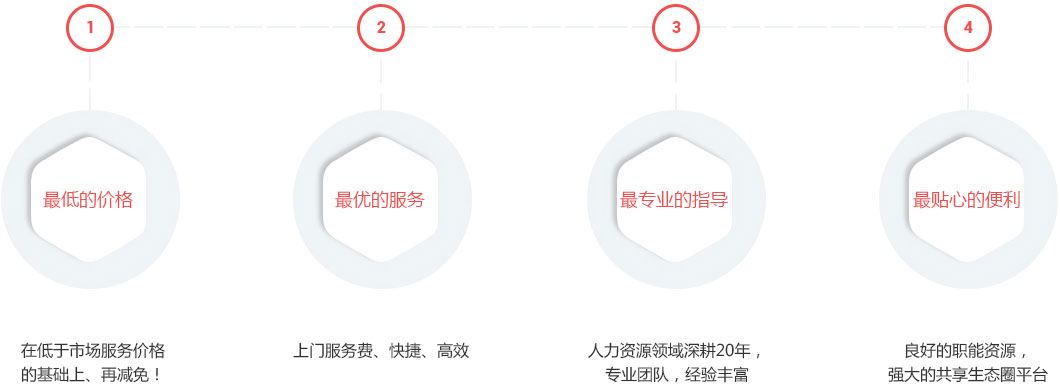 1
2
3
4
最低的价格
最优的服务
最专业的指导
最贴心的便利
在低于市场服务价格
的基础上、再减免！
上门服务费、快捷、高效
人力资源领域深耕20年，
专业团队，经验丰富
良好的职能资源，
强大的共享生态圈平台